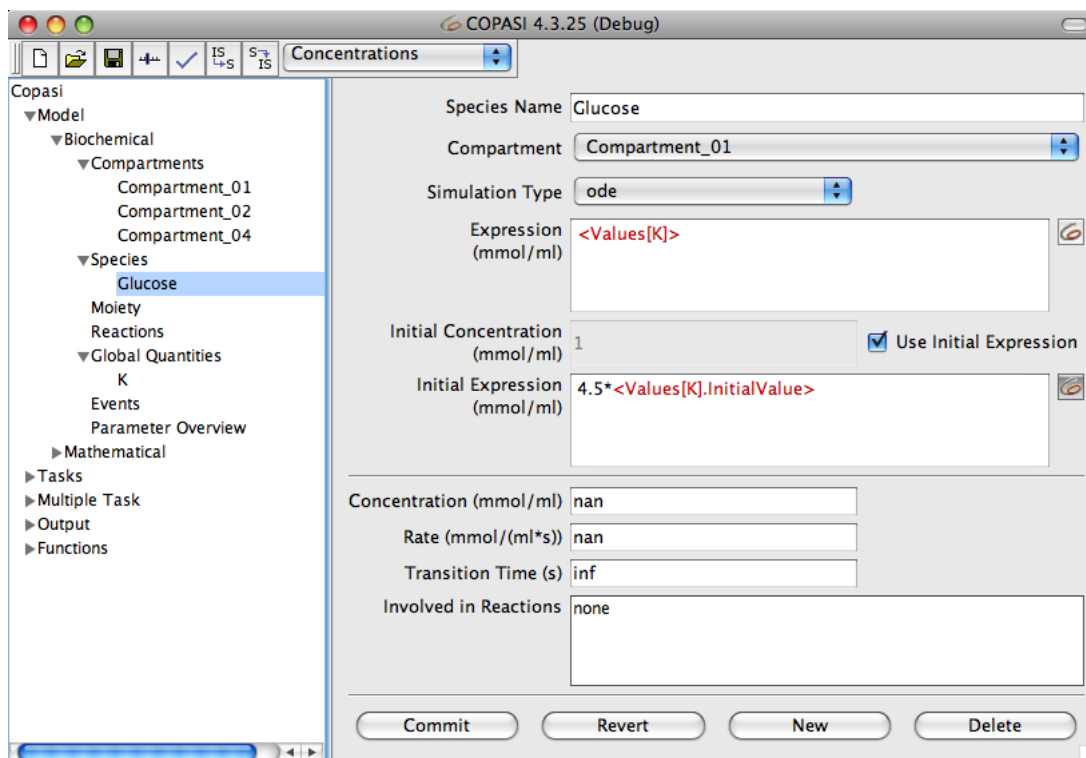 COPASI 4.3.25 (Debug)
IS
↳S
S→
IS
Concentrations
Copasi
Model
Biochemical
Compartments
Compartment_01
Compartment_02
Compartment_04
Species
Glucose
Moiety
Reactions
Global Quantities
K
Events
Parameter Overview
Mathematical
Tasks
Multiple Task
Output
Functions
Species Name Glucose
Compartment Compartment_01
Simulation Type ode
Expression
(mmol/ml)
<Values[K]>
Initial Concentration
(mmol/ml)
1
Use Initial Expression
Initial Expression
(mmol/ml)
4.5*<Values[K].InitialValue>
Concentration (mmol/ml) nan
Rate (mmol/(ml*s)) nan
Transition Time (s) inf
Involved in Reactions none
Commit Revert New Delete